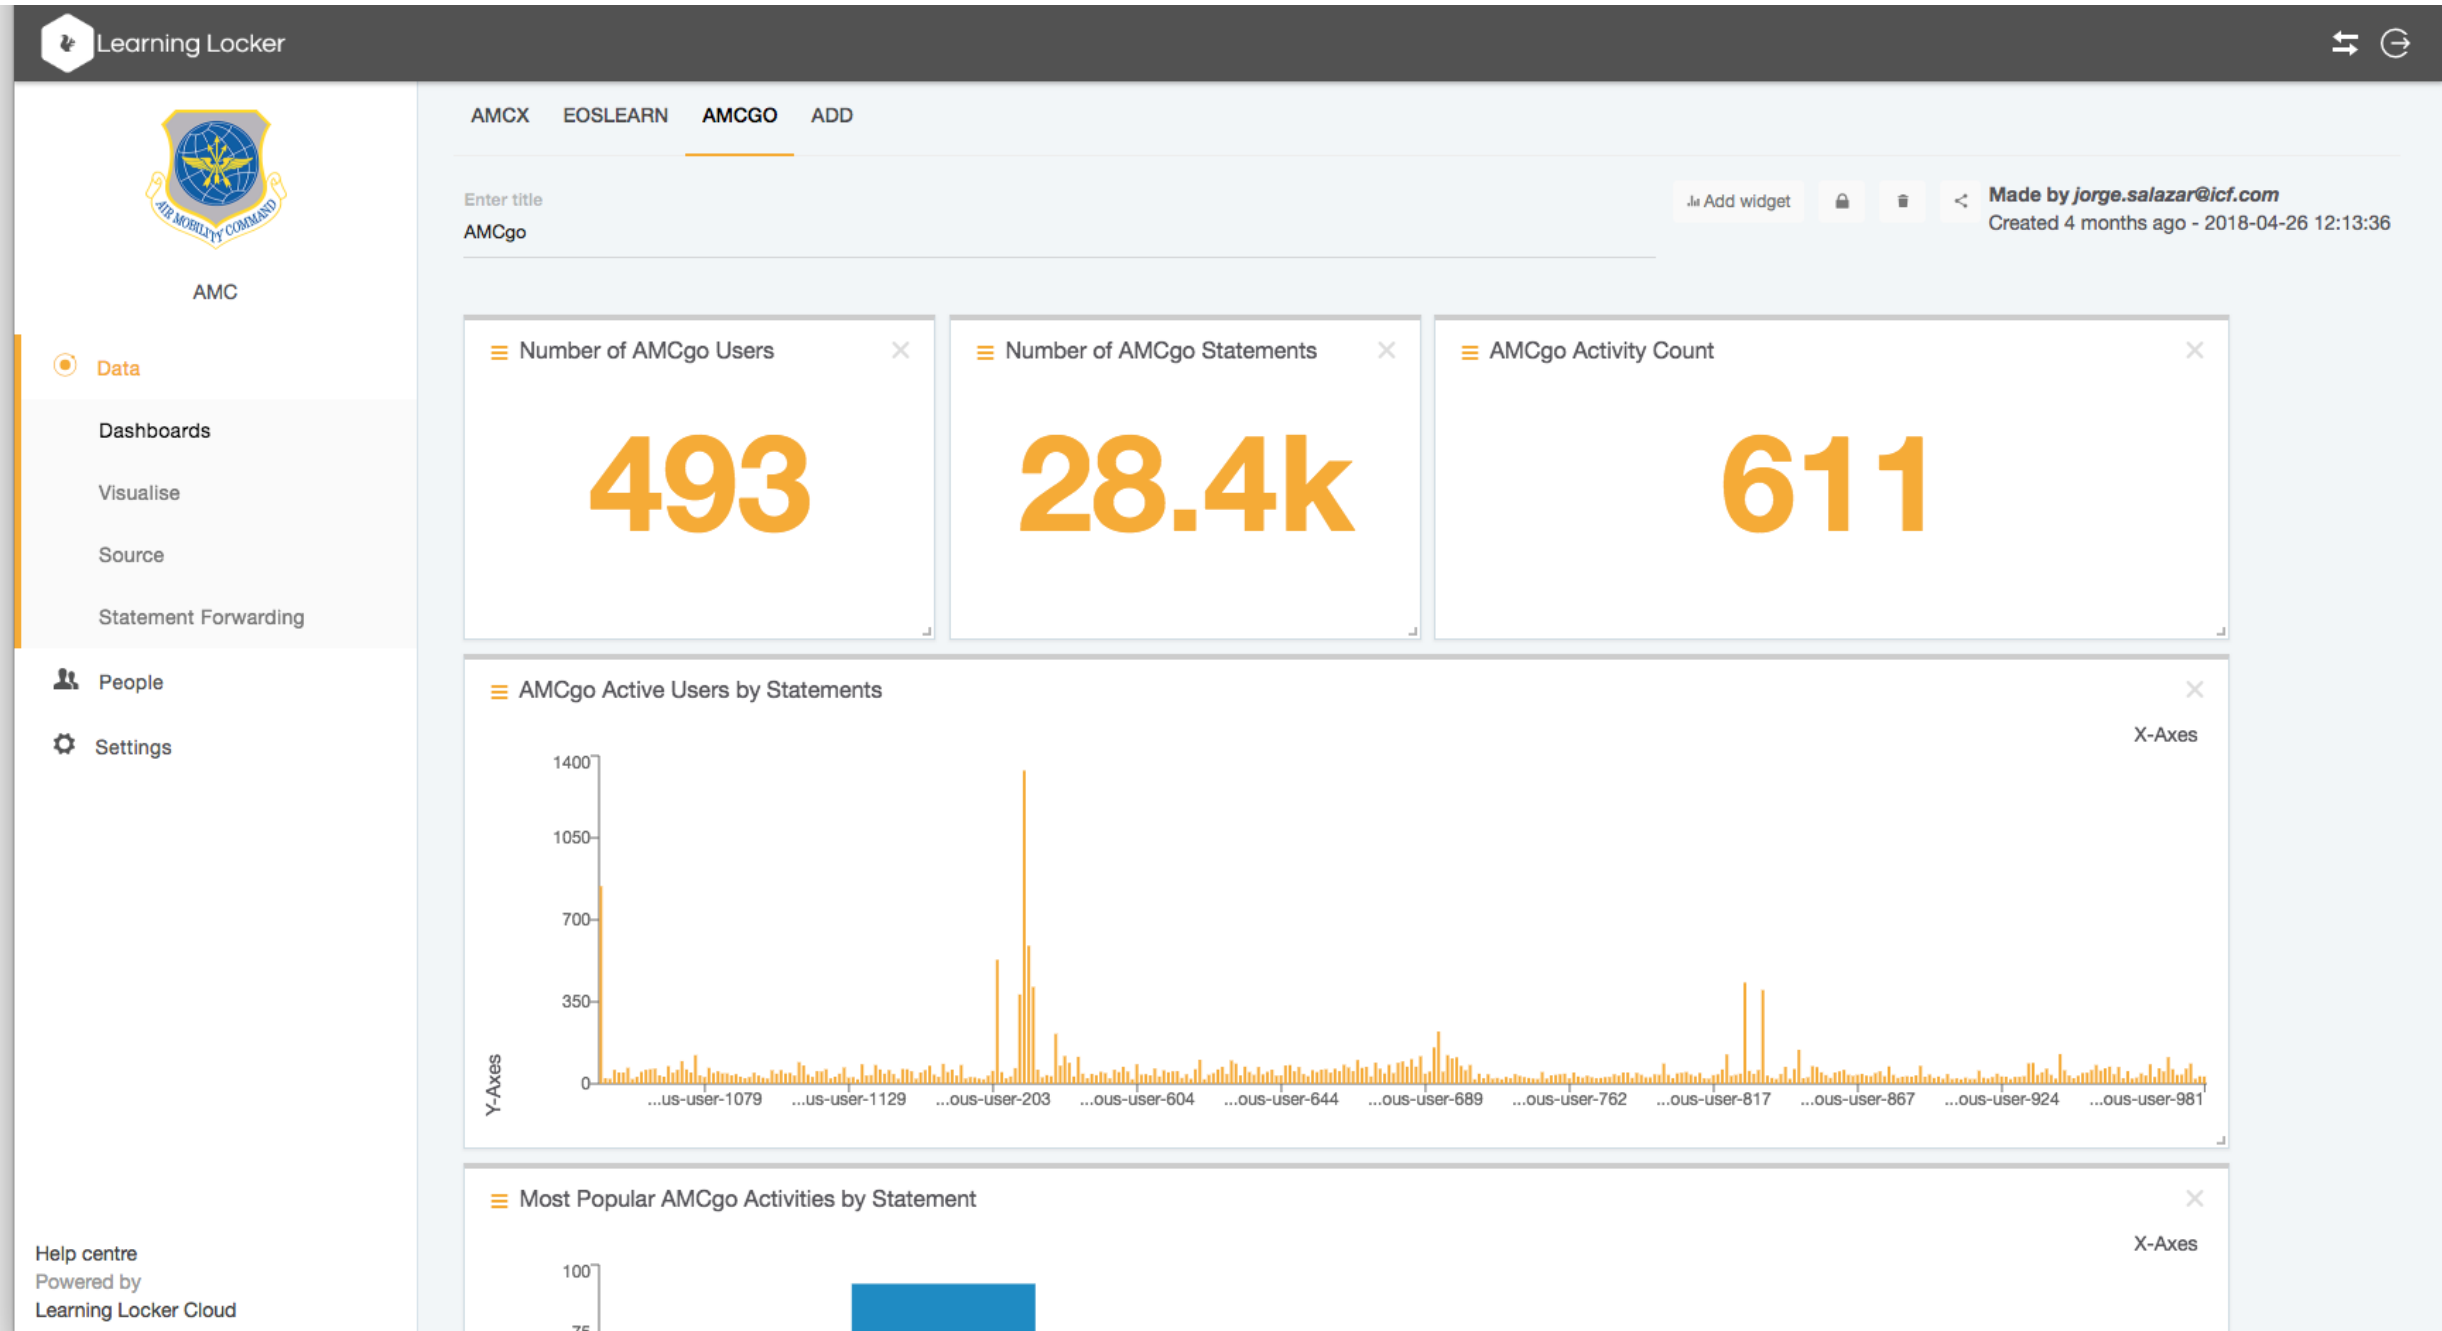 Learning Locker
AIR MOBILITY COMMAND
AMC
Data
Dashboards
Visualise
Source
Statement Forwarding
People
Settings
Help centre
Powered by
Learning Locker Cloud
AMCX EOSLEARN AMCGO ADD
Enter title
AMCgo
Add widget
Made by jorge.salazar@icf.com
Created 4 months ago - 2018-04-26 12:13:36
Number of AMCgo Users
493
Number of AMCgo Statements
28.4k
AMCgo Activity Count
611
AMCgo Active Users by Statements
X-Axes
1400
1050
700
350
0
Y-Axes
...us-user-1079 ...us-user-1129 ...ous-user-203 ...ous-user-604 ...ous-user-644 ...ous-user-689 ...ous-user-762 ...ous-user-817 ...ous-user-867 ...ous-user-924 ...ous-user-981
Most Popular AMCgo Activities by Statement
X-Axes
100
75